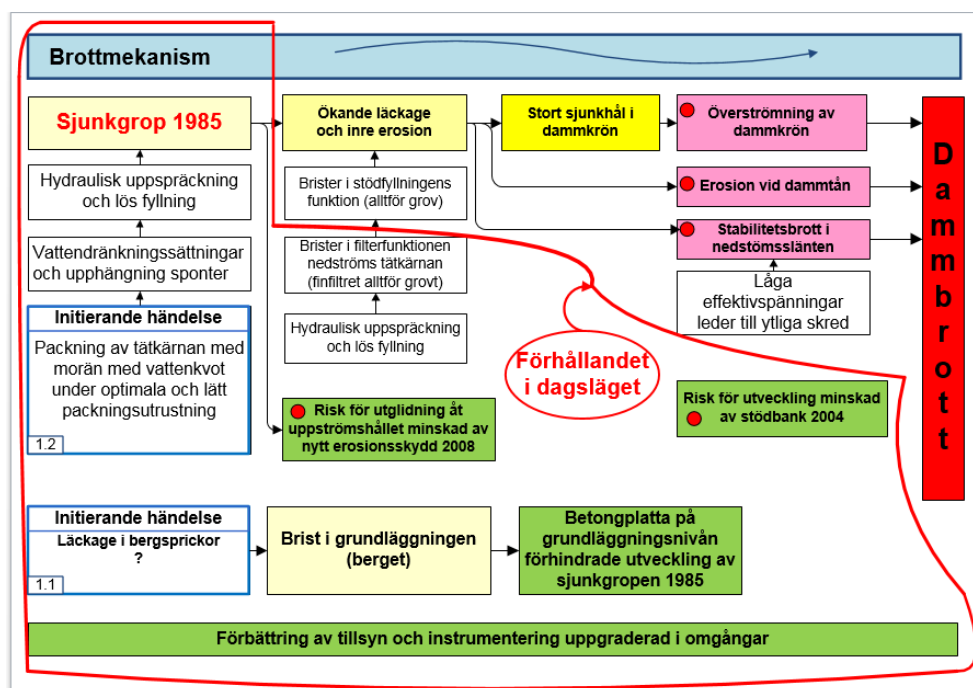 Brottmekanism
Sjunkgrop 1985
Hydraulisk uppspräckning
och lös fyllning
Vattendränkningssättningar
och upphängning sponter
Initierande händelse
Packning av tätkärnan med
morän med vattenkvot
under optimala och lätt
packningsutrustning
1.2
Ökande läckage
och inre erosion
Brister i stödfyllningens
funktion (alltför grov)
Brister i filterfunktionen
nedströms tätkärnan
(finfiltret alltför grovt)
Hydraulisk uppspräckning
och lös fyllning
Risk för utglidning åt
uppströmshållet minskad av
nytt erosionsskydd 2008
Stort sjunkhål i
dammkrön
Överströmning av
dammkrön
Erosion vid dammtån
Stabilitetsbrott i
nedstömsslänten
Låga
effektivspänningar
leder till ytliga skred
Förhållandet
i dagsläget
Risk för utveckling minskad
av stödbank 2004
Dammbrott
Initierande händelse
Läckage i bergsprickor
?
1.1
Brist i grundläggningen
(berget)
Betongplatta på
grundläggningsnivån
förhindrade utveckling av
sjunkgropen 1985
Förbättring av tillsyn och instrumentering uppgraderad i omgångar